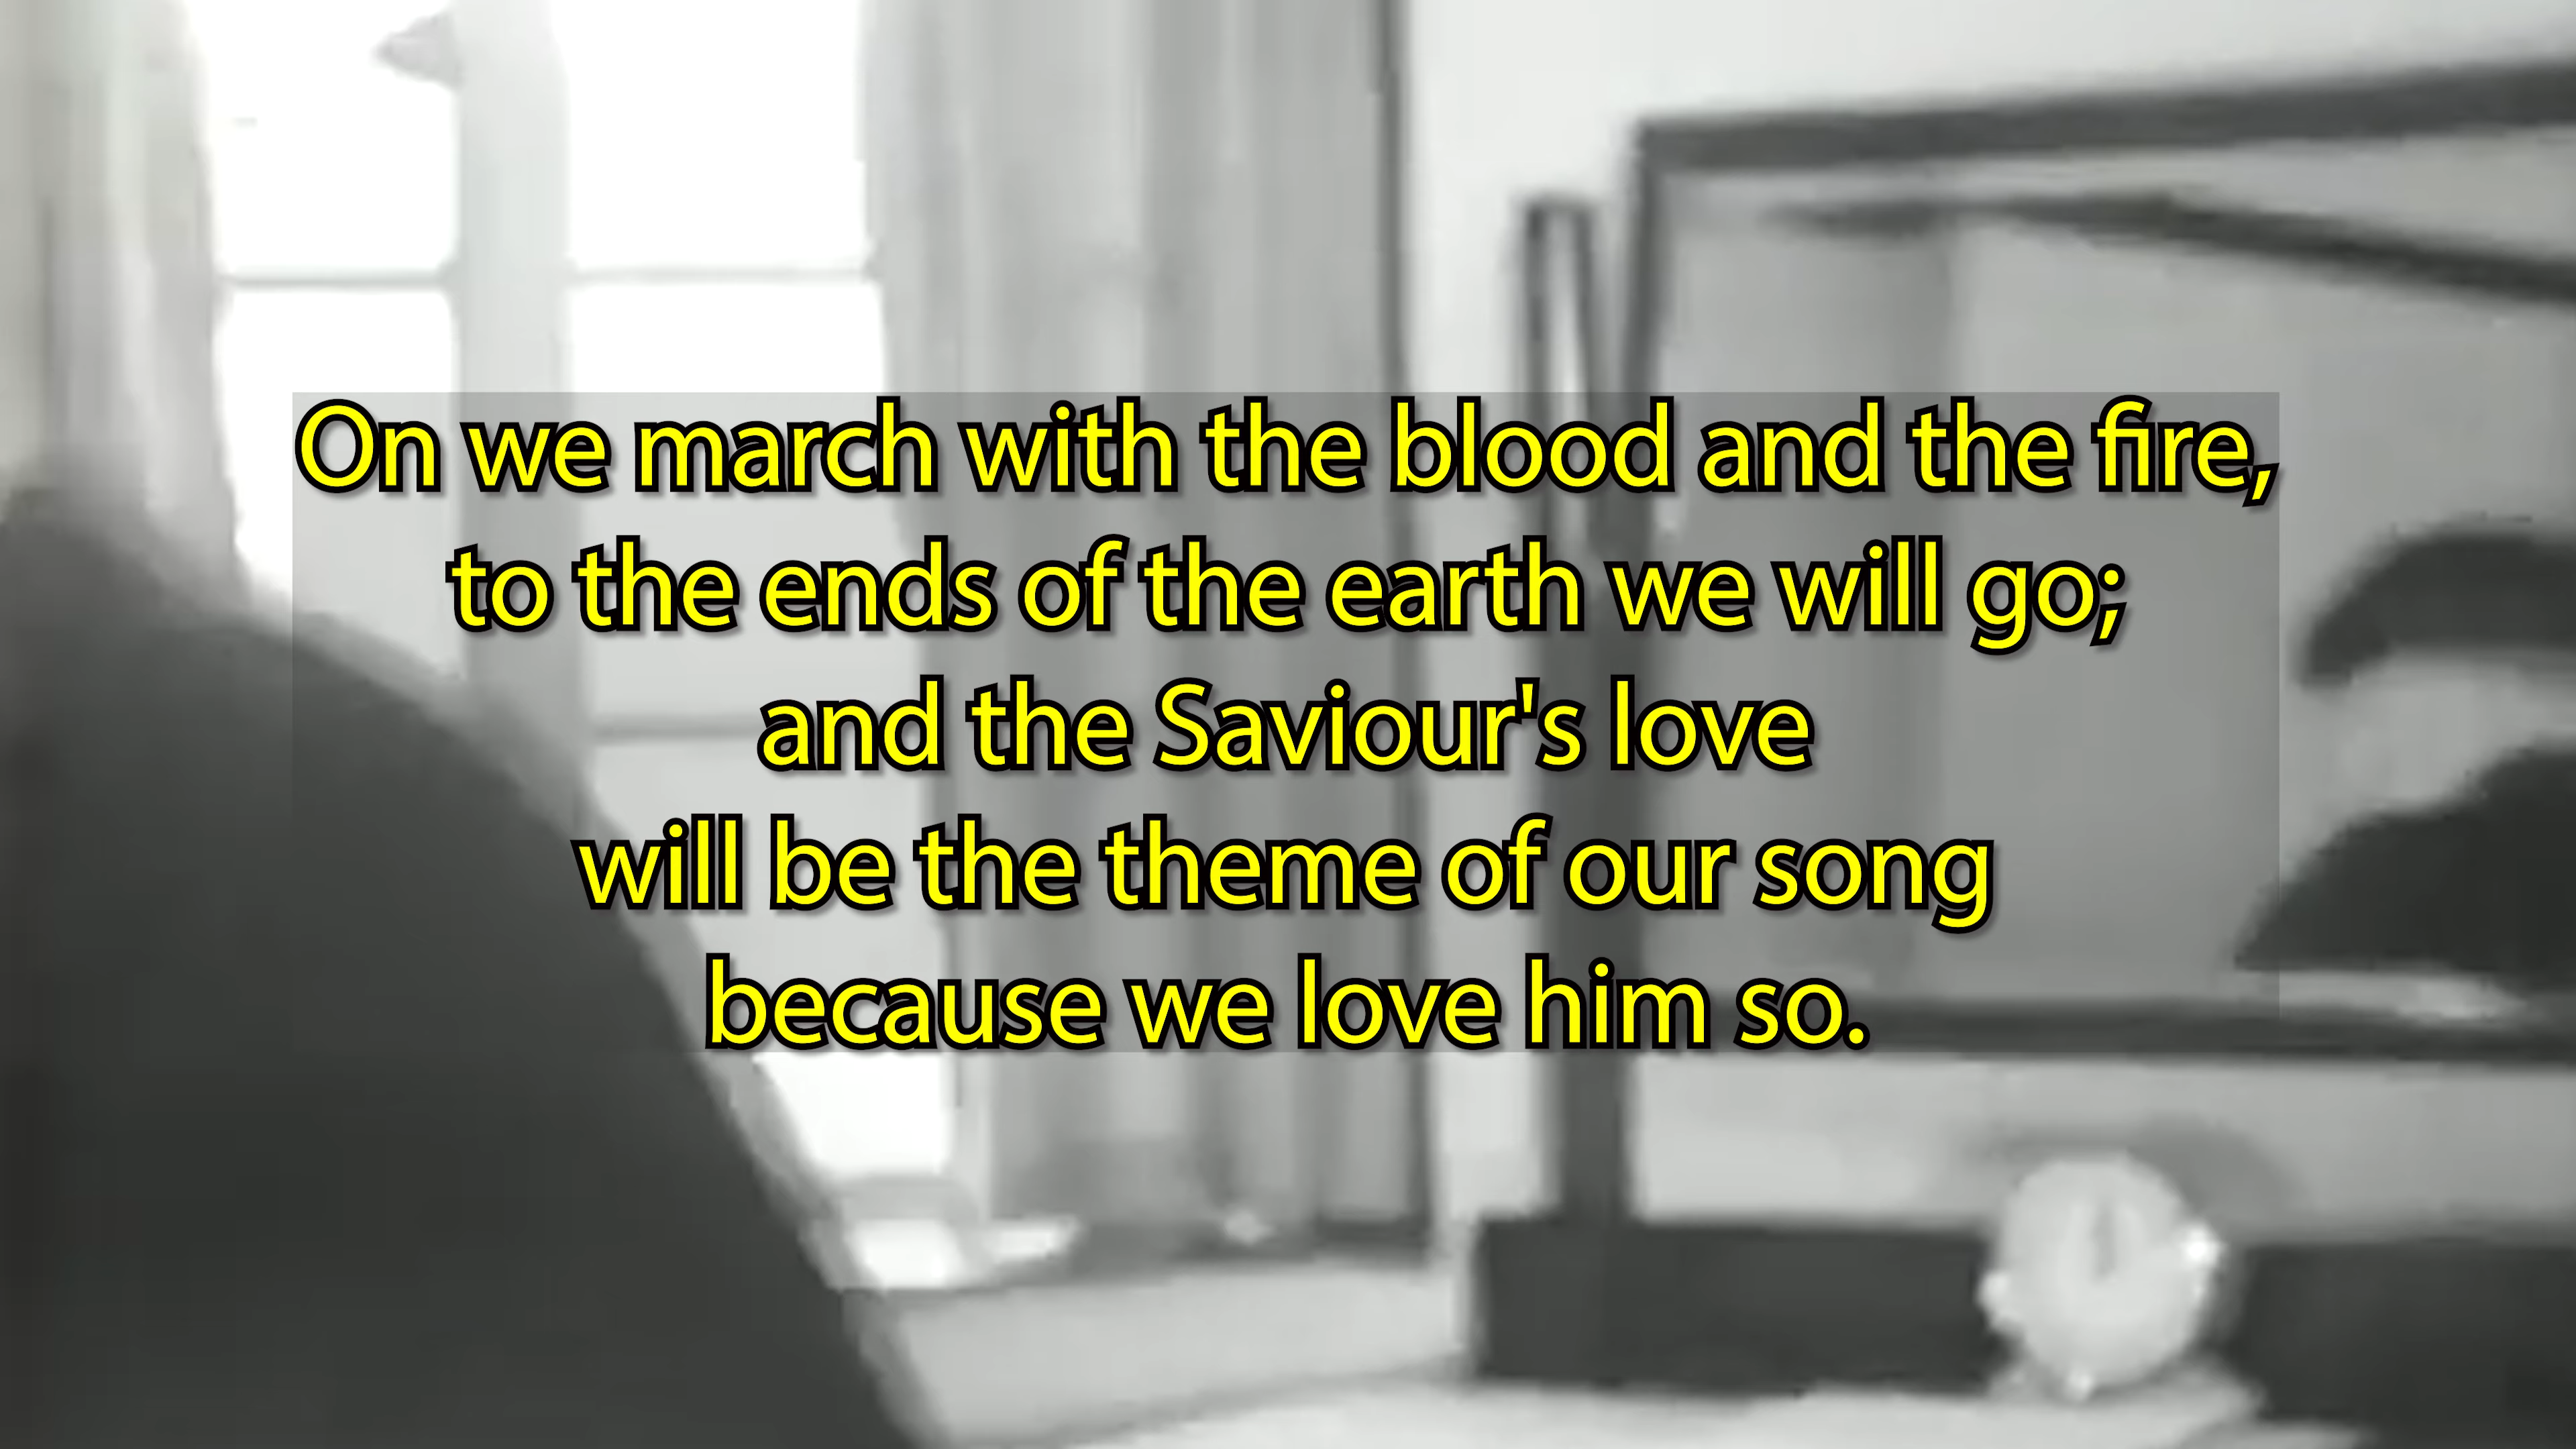 On we march with the blood and the fire,
to the ends of the earth we will go;
and the Saviour's love
will be the theme of our song
because we love him so.